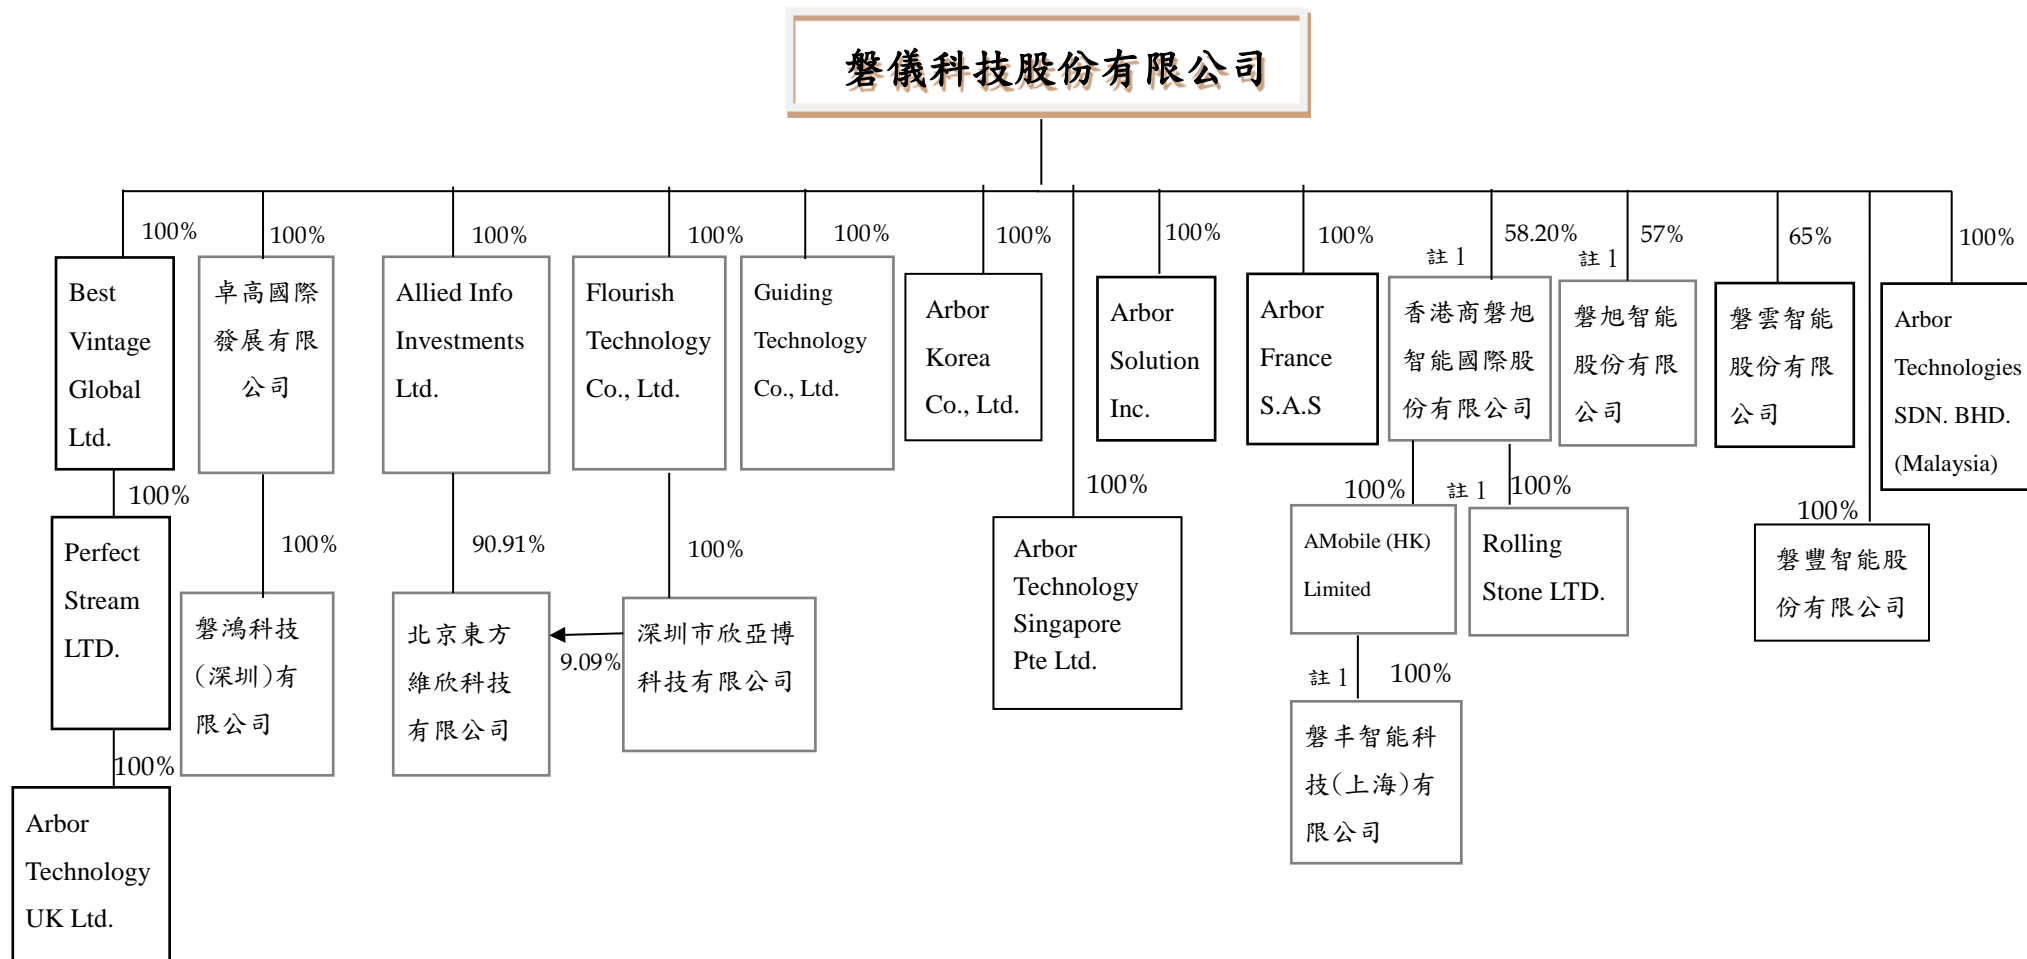 磐儀科技股份有限公司
100%
100%
100%
100%
100%
100%
100%
100%
註 1
58.20%
註 1
57%
65%
100%
Best
Vintage
Global
Ltd.
卓高國際
發展有限
公司
Allied Info
Investments
Ltd.
Flourish
Technology
Co., Ltd.
Guiding
Technology
Co., Ltd.
Arbor
Korea
Co., Ltd.
Arbor
Solution
Inc.
Arbor
France
S.A.S
香港商磐旭
智能國際股
份有限公司
磐旭智能
股份有限
公司
磐雲智能
股份有限
公司
Arbor
Technologies
SDN. BHD.
(Malaysia)
100%
100%
90.91%
100%
100%
100%
註 1
100%
100%
Perfect
Stream
LTD.
磐鴻科技
(深圳)有
限公司
北京東方
維欣科技
有限公司
9.09%
深圳市欣亞博
科技有限公司
Arbor
Technology
Singapore
Pte Ltd.
AMobile (HK)
Limited
Rolling
Stone LTD.
磐豐智能股
份有限公司
100%
註 1
100%
Arbor
Technology
UK Ltd.
磐丰智能科
技(上海)有
限公司